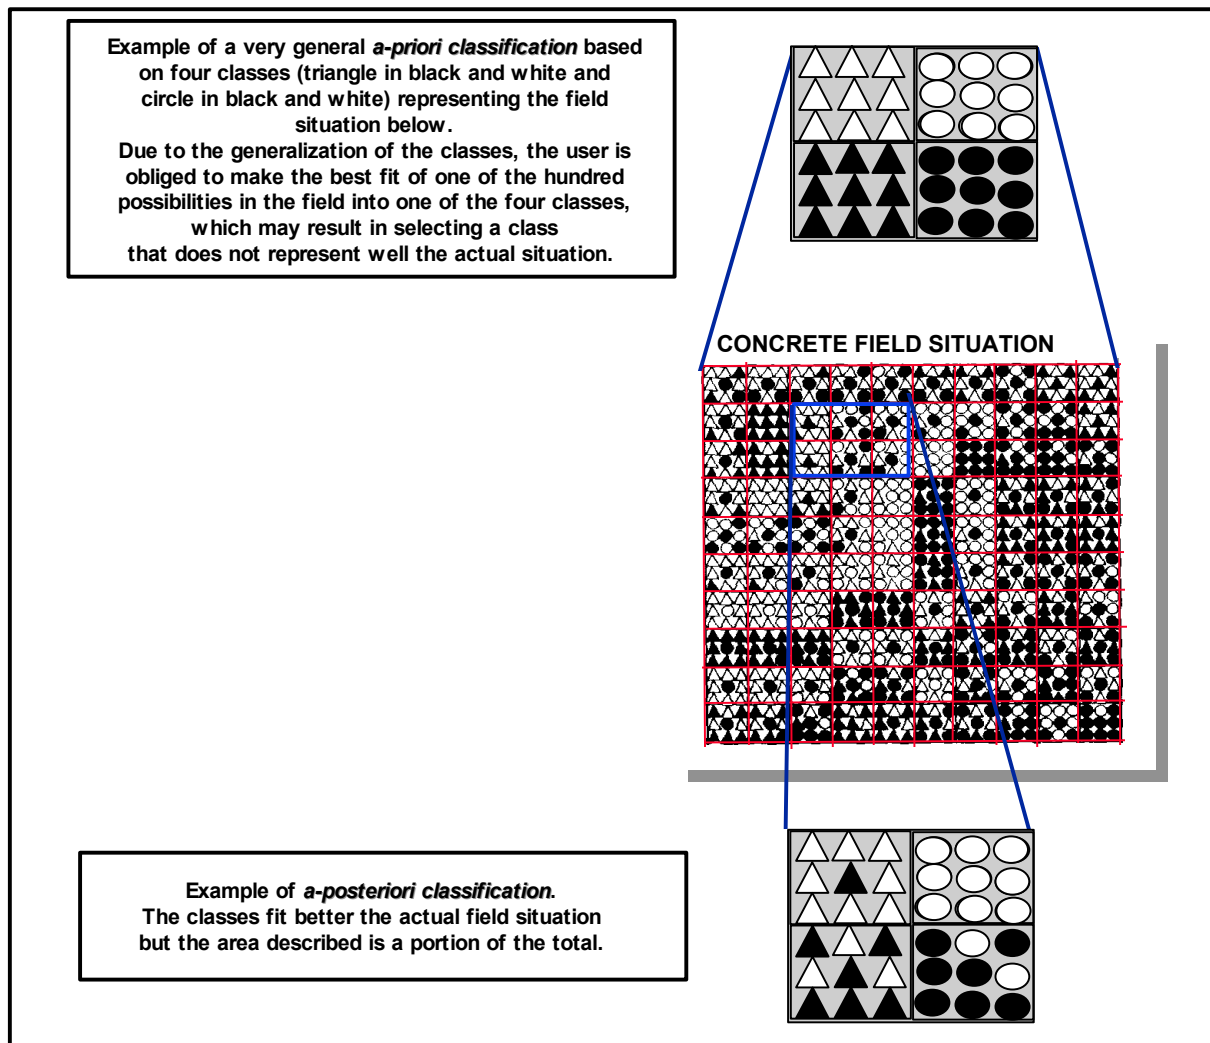 Example of a very general a-priori classification based
on four classes (triangle in black and white and
circle in black and white) representing the field
situation below.
Due to the generalization of the classes, the user is
obliged to make the best fit of one of the hundred
possibilities in the field into one of the four classes,
which may result in selecting a class
that does not represent well the actual situation.
CONCRETE FIELD SITUATION
Example of a-posteriori classification.
The classes fit better the actual field situation
but the area described is a portion of the total.